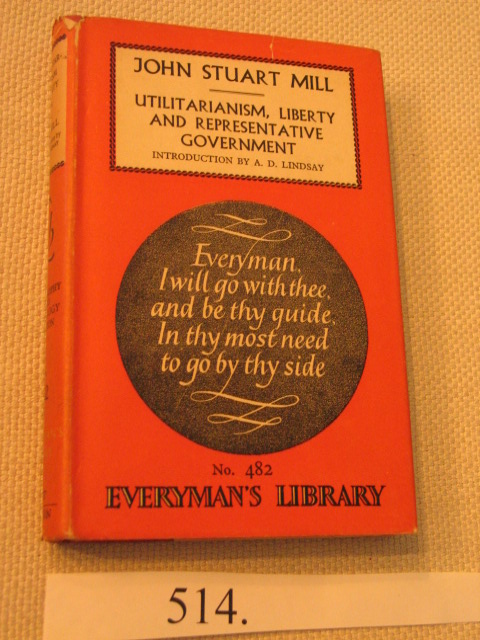 JOHN STUART MILL
UTILITARIANISM, LIBERTY
AND REPRESENTATIVE
GOVERNMENT
INTRODUCTION BY A. D. LINDSAY
Everyman,
I will go with thee,
and be thy guide,
In thy most need
to go by thy side
No. 482
EVERYMAN'S LIBRARY
514.